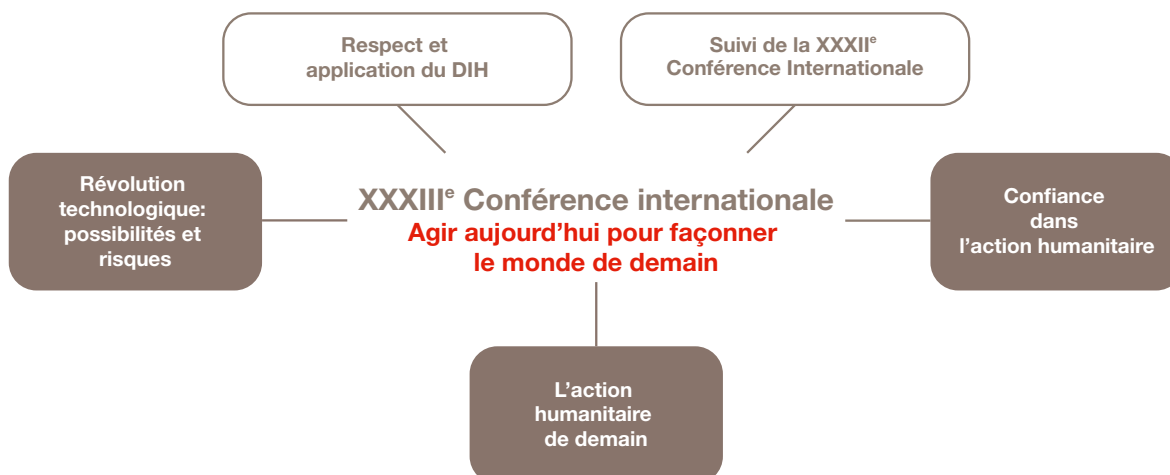 Respect et
application du DIH
Suivi de la XXXIIᵉ
Conférence Internationale
Révolution
technologique:
possibilités et
risques
XXXIIIᵉ Conférence internationale
Agir aujourd’hui pour façonner
le monde de demain
Confiance
dans
l’action humanitaire
L’action
humanitaire
de demain